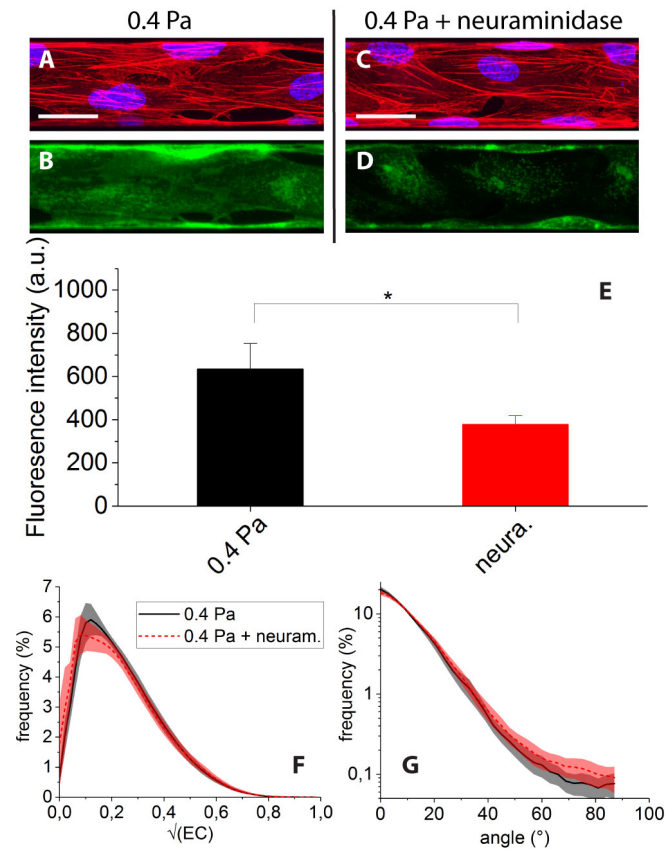 0.4 Pa
0.4 Pa + neuraminidase
A
C
B
D
Fluoresence intensity (a.u.)
1000
800
600
400
200
0
*
E
0.4 Pa
neura.
frequency (%)
7
6
5
4
3
2
1
0
0.4 Pa
0.4 Pa + neuram.
F
0,0 0,2 0,4 0,6 0,8 1,0
√(EC)
frequency (%)
10
1
0,1
G
0 20 40 60 80 100
angle (°)